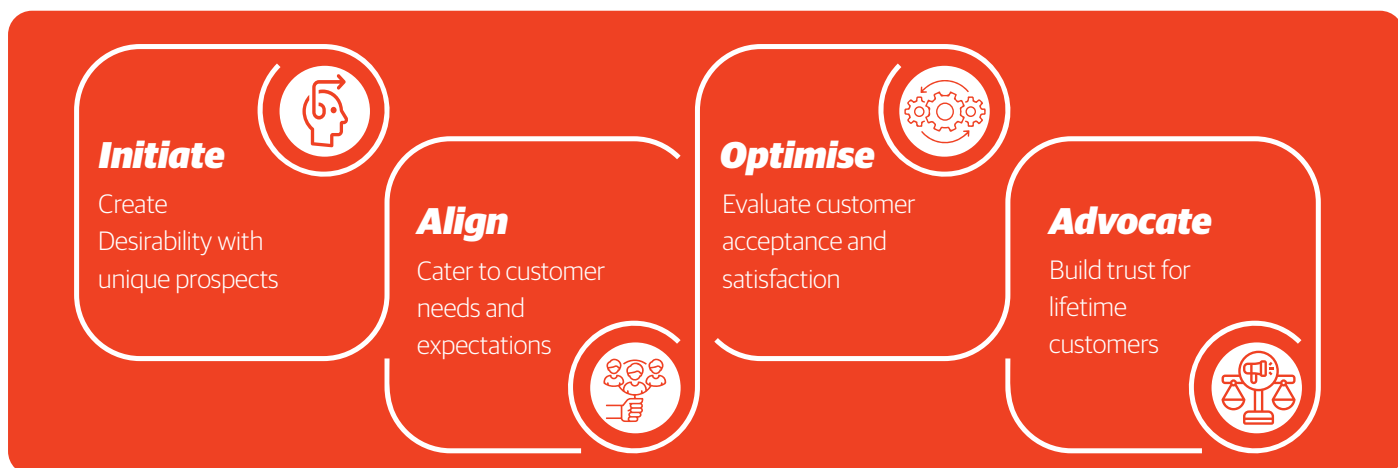 Initiate
Create
Desirability with
unique prospects
Align
Cater to customer
needs and
expectations
Optimise
Evaluate customer
acceptance and
satisfaction
Advocate
Build trust for
lifetime
customers